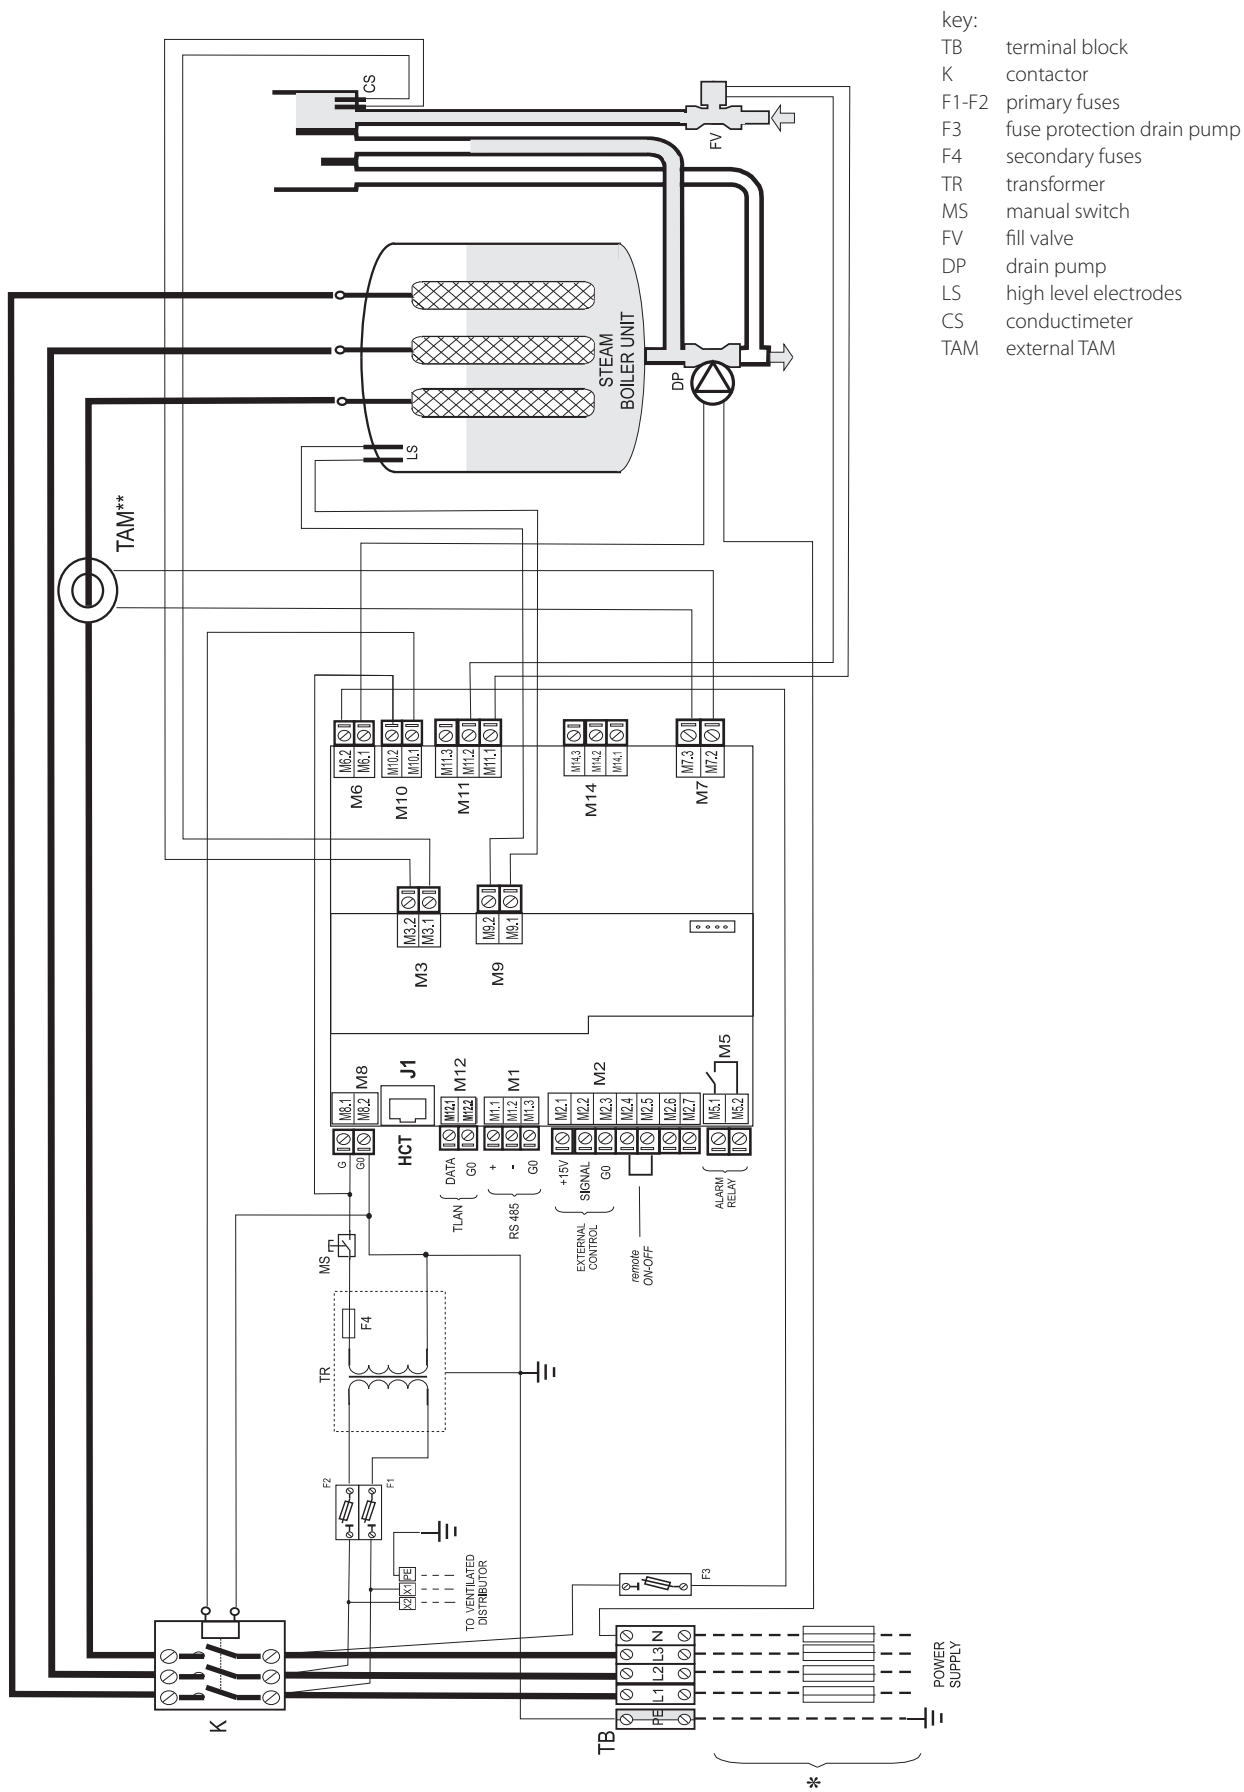 key:
TB terminal block
K contactor
F1-F2 primary fuses
F3 fuse protection drain pump
F4 secondary fuses
TR transformer
MS manual switch
FV fill valve
DP drain pump
LS high level electrodes
CS conductimeter
TAM external TAM
CS
FV
STEAM
BOILER UNIT
DP
LS
TAM**
M6.2
M6.1
M10.2
M10.1
M11.3
M11.2
M11.1
M14.3
M14.2
M14.1
M7.3
M7.2
M6
M10
M11
M14
M7
M3.2
M3.1
M9.2
M9.1
M3
M9
M8.1
M8.2
M8
J1
HCT
M12.1
M12.2
M12
M1.1
M1.2
M1.3
M1
M2.1
M2.2
M2.3
M2.4
M2.5
M2.6
M2.7
M2
M5.1
M5.2
M5
G
G0
DATA
G0
TLAN
+
-
G0
RS 485
+15V
SIGNAL
G0
EXTERNAL
CONTROL
remote
ON-OFF
ALARM
RELAY
MS
F4
TR
F2
F1
PE
X1
X2
TO VENTILATED
DISTRIBUTOR
F3
K
N
L3
L2
L1
PE
TB
POWER
SUPPLY
*